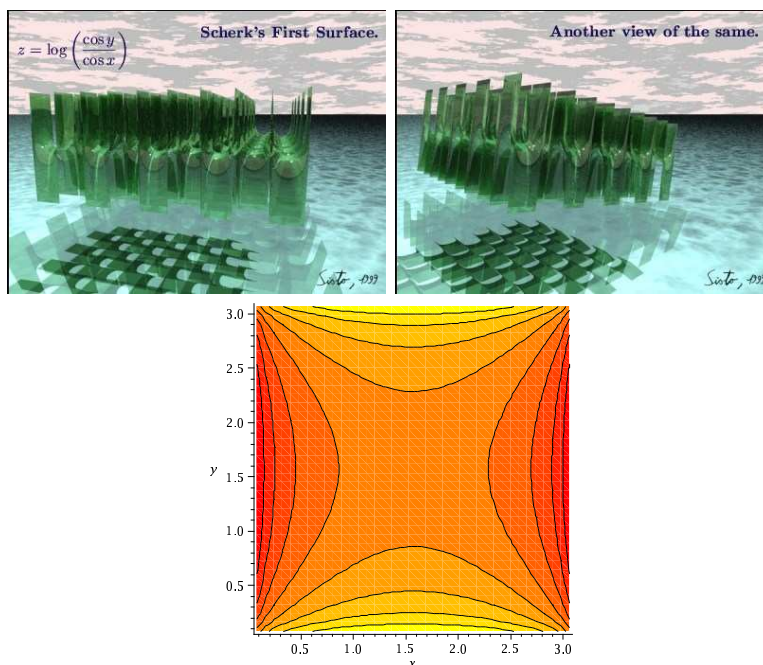 Scherk's First Surface.
z = log(cos y / cos x)
Sisto, 1999
Another view of the same.
Sisto, 199
3.0
2.5
2.0
y
1.5
1.0
0.5
0.5 1.0 1.5 2.0 2.5 3.0
x